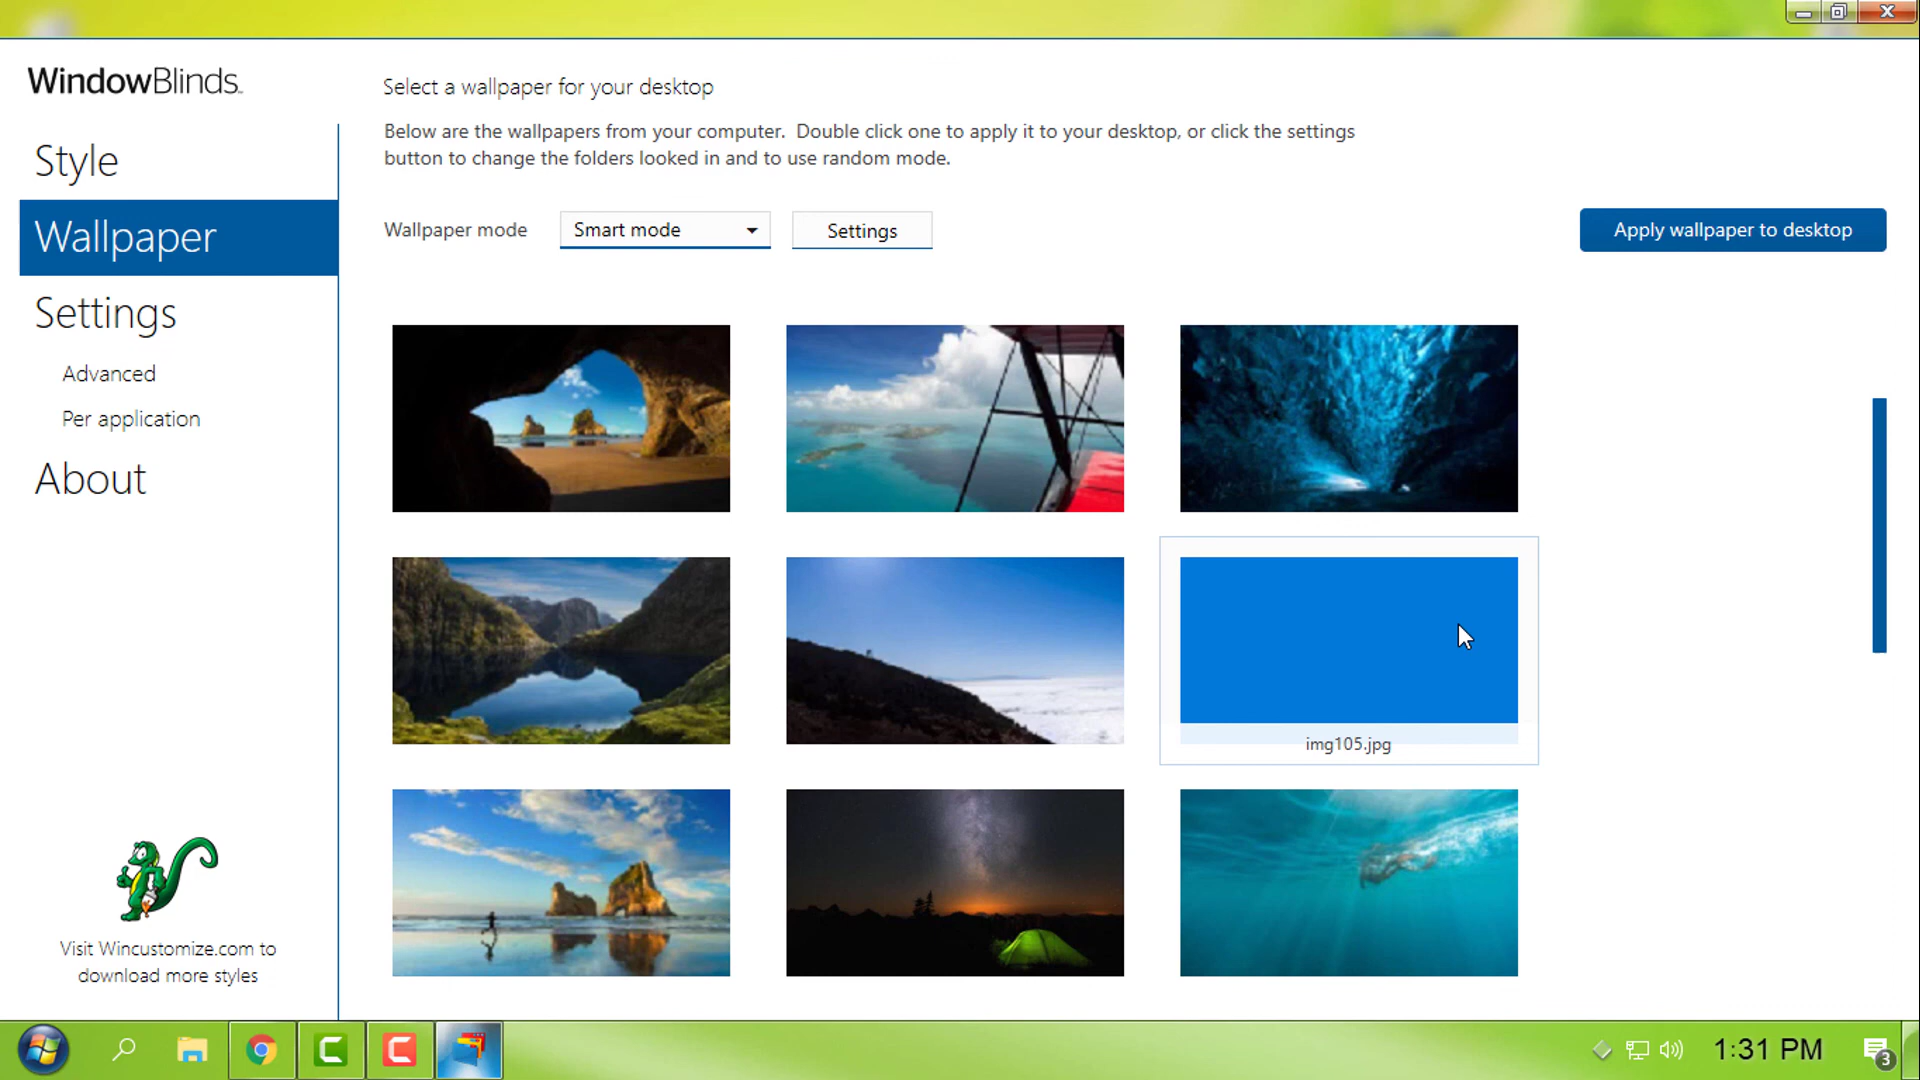 WindowBlinds
Style
Wallpaper
Settings
Advanced
Per application
About
Visit Wincustomize.com to
download more styles
Select a wallpaper for your desktop
Below are the wallpapers from your computer.  Double click one to apply it to your desktop, or click the settings
button to change the folders looked in and to use random mode.
Wallpaper mode
Smart mode
Settings
Apply wallpaper to desktop
img105.jpg
1:31 PM
3